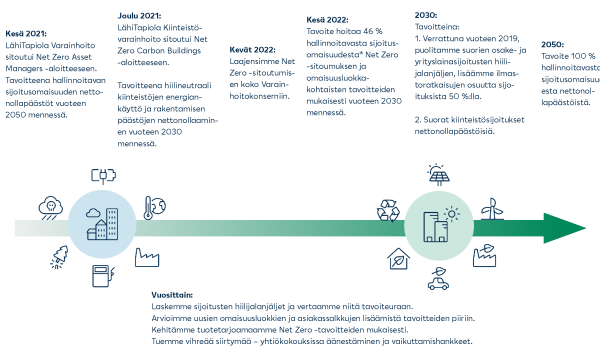 Kesä 2021:
LähiTapiola Varainhoito
sitoutui Net Zero Asset
Managers -aloitteeseen.
Tavoitteena hallinnoitavan
sijoitusomaisuuden netto-
nollapäästöt vuoteen
2050 mennessä.
Joulu 2021:
LähiTapiola Kiinteistö-
varainhoito sitoutui Net
Zero Carbon Buildings
-aloitteeseen.
Tavoitteena hiilineutraali
kiinteistöjen energian-
käyttö ja rakentamisen
päästöjen nettonollaamin-
en vuoteen 2030
mennessä.
Kevät 2022:
Laajensimme Net
Zero -sitoutumis-
en koko Varain-
hoitokonserniin.
Kesä 2022:
Tavoite hoitaa 46 %
hallinnoitavasta sijoitus-
omaisuudesta* Net Zero
-sitoumuksen ja
omaisuusluokka-
kohtaisten tavoitteiden
mukaisesti vuoteen 2030
mennessä.
2030:
Tavoitteina:
1. Verrattuna vuoteen 2019,
puolitamme suorien osake- ja
yrityslainasijoitusten hiili-
jalanjäljen, lisäämme ilmas-
toratkaisujen osuutta sijo-
ituksista 50 %:lla.
2. Suorat kiinteistösijoitukset
nettonollapäästöisiä.
2050:
Tavoite 100 %
hallinnoitavasta
sijoitusomaisuu
esta nettonol-
lapäästöistä.
Vuosittain:
Laskemme sijoitusten hiilijalanjäljet ja vertaamme niitä tavoiteuraan.
Arvioimme uusien omaisuusluokkien ja asiakassalkkujen lisäämistä tavoitteiden piiriin.
Kehitämme tuotetarjoamaamme Net Zero -tavoitteiden mukaisesti.
Tuemme vihreää siirtymää – yhtiökokouksissa äänestäminen ja vaikuttamishankkeet.